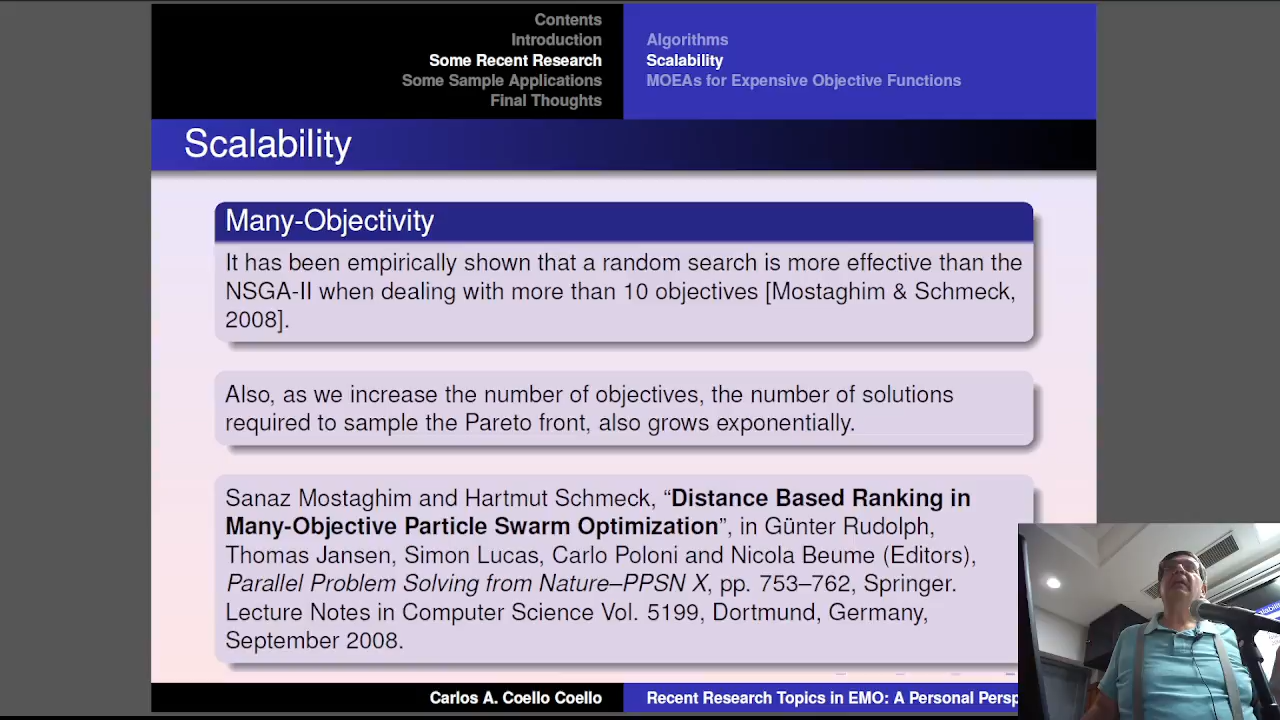 Contents
Introduction
Some Recent Research
Some Sample Applications
Final Thoughts
Algorithms
Scalability
MOEAs for Expensive Objective Functions
Scalability
Many-Objectivity
It has been empirically shown that a random search is more effective than the
NSGA-II when dealing with more than 10 objectives [Mostaghim & Schmeck,
2008].
Also, as we increase the number of objectives, the number of solutions
required to sample the Pareto front, also grows exponentially.
Sanaz Mostaghim and Hartmut Schmeck, “Distance Based Ranking in
Many-Objective Particle Swarm Optimization”, in Günter Rudolph,
Thomas Jansen, Simon Lucas, Carlo Poloni and Nicola Beume (Editors),
Parallel Problem Solving from Nature–PPSN X, pp. 753–762, Springer.
Lecture Notes in Computer Science Vol. 5199, Dortmund, Germany,
September 2008.
Carlos A. Coello Coello
Recent Research Topics in EMO: A Personal Persp